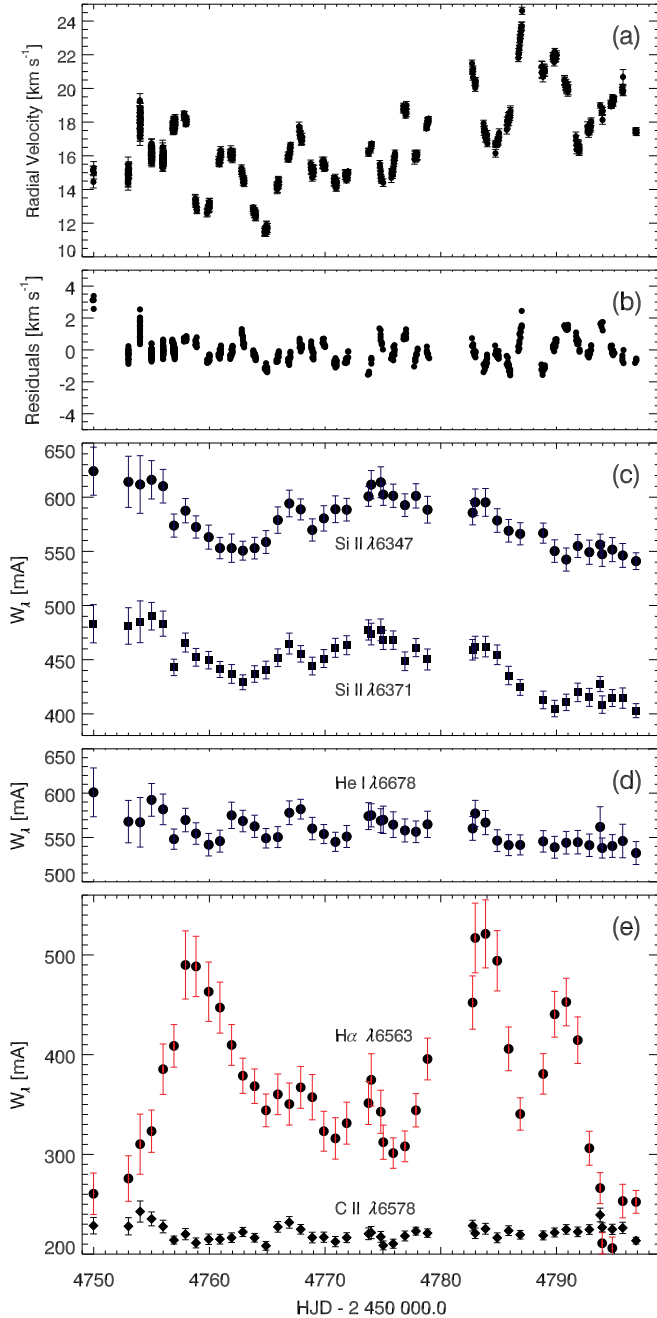 (a)
Radial Velocity [km s⁻¹]
24
22
20
18
16
14
12
10
(b)
Residuals [km s⁻¹]
4
2
0
-2
-4
(c)
W_λ [mA]
650
600
550
500
450
400
Si II λ6347
Si II λ6371
(d)
W_λ [mA]
650
600
550
500
He I λ6678
(e)
W_λ [mA]
500
400
300
200
Hα λ6563
C II λ6578
4750 4760 4770 4780 4790
HJD - 2 450 000.0